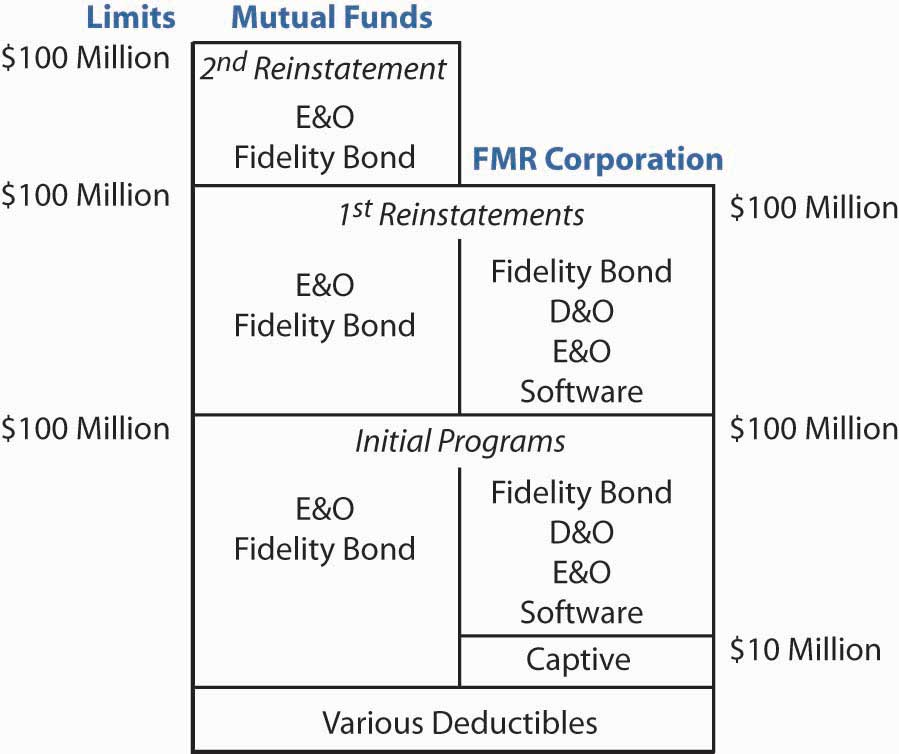 Limits Mutual Funds
$100 Million
2nd Reinstatement
E&O
Fidelity Bond
FMR Corporation
$100 Million
1st Reinstatements
$100 Million
E&O
Fidelity Bond
Fidelity Bond
D&O
E&O
Software
$100 Million
Initial Programs
$100 Million
E&O
Fidelity Bond
Fidelity Bond
D&O
E&O
Software
Captive
$10 Million
Various Deductibles